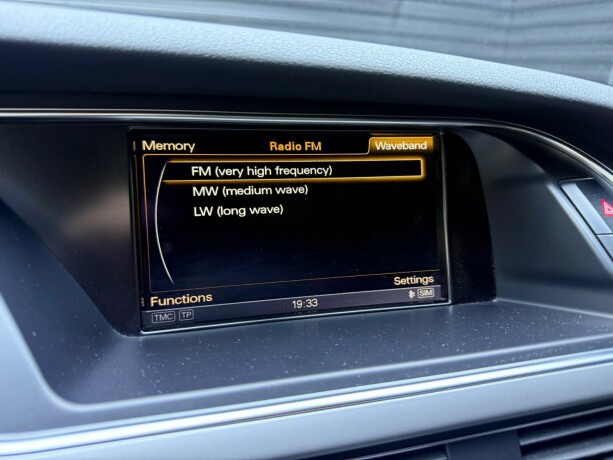 Memory
Radio FM
Waveband
FM (very high frequency)
MW (medium wave)
LW (long wave)
Settings
Functions
19:33
SIM
TMC TP